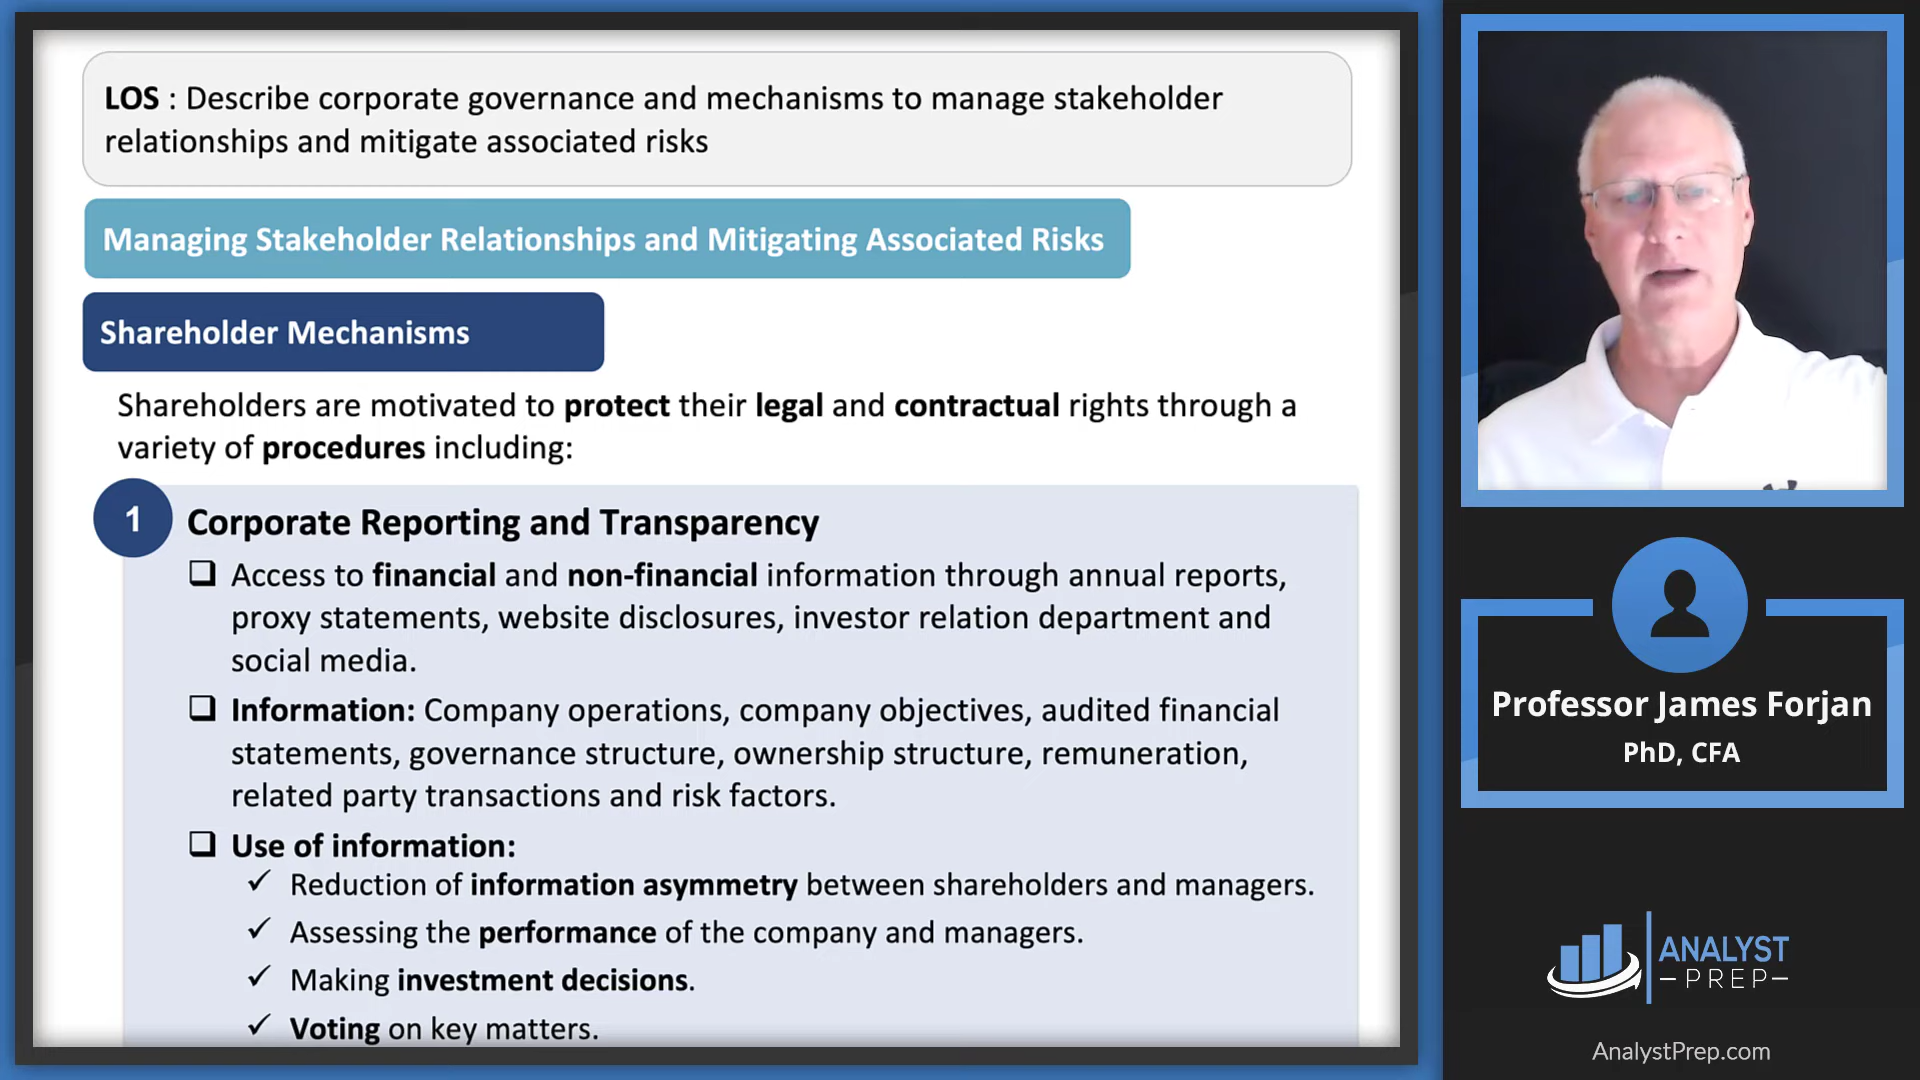 LOS : Describe corporate governance and mechanisms to manage stakeholder
relationships and mitigate associated risks
Managing Stakeholder Relationships and Mitigating Associated Risks
Shareholder Mechanisms
Shareholders are motivated to protect their legal and contractual rights through a
variety of procedures including:
1
Corporate Reporting and Transparency
Access to financial and non-financial information through annual reports,
proxy statements, website disclosures, investor relation department and
social media.
Information: Company operations, company objectives, audited financial
statements, governance structure, ownership structure, remuneration,
related party transactions and risk factors.
Use of information:
Reduction of information asymmetry between shareholders and managers.
Assessing the performance of the company and managers.
Making investment decisions.
Voting on key matters.
Professor James Forjan
PhD, CFA
ANALYST
PREP
AnalystPrep.com